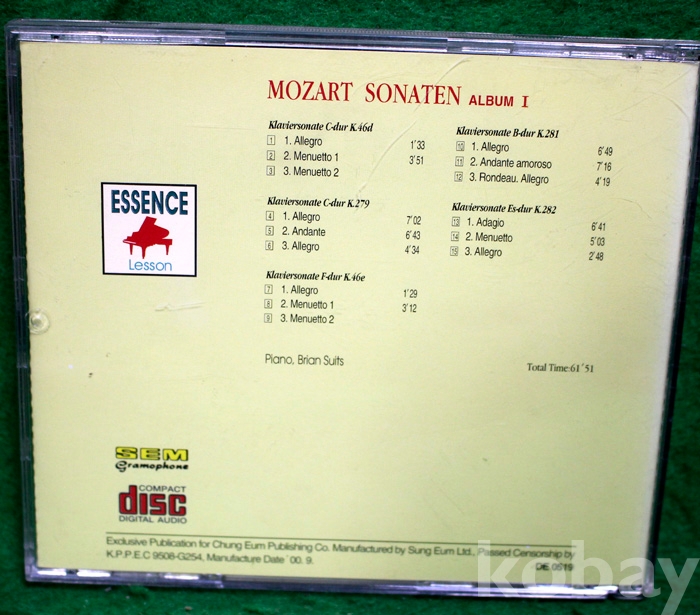 MOZART SONATEN ALBUM I
Klaviersonate C-dur K.46d
1 1. Allegro 1'33
2 2. Menuetto 1 3'51
3 3. Menuetto 2
Klaviersonate C-dur K.279
4 1. Allegro 7'02
5 2. Andante 6'43
6 3. Allegro 4'34
Klaviersonate F-dur K.46e
7 1. Allegro 1'29
8 2. Menuetto 1 3'12
9 3. Menuetto 2
Klaviersonate B-dur K.281
10 1. Allegro 6'49
11 2. Andante amoroso 7'16
12 3. Rondeau. Allegro 4'19
Klaviersonate Es-dur K.282
13 1. Adagio 6'41
14 2. Menuetto 5'03
15 3. Allegro 2'48
ESSENCE
Lesson
Piano, Brian Suits
Total Time:61'51
SEM
Gramophone
COMPACT
disc
DIGITAL AUDIO
Exclusive Publication for Chung Eum Publishing Co. Manufactured by Sung Eum Ltd., Passed Censorship by
K.P.P.E.C 9508-G254, Manufacture Date '00. 9.
DE 0519
kobay